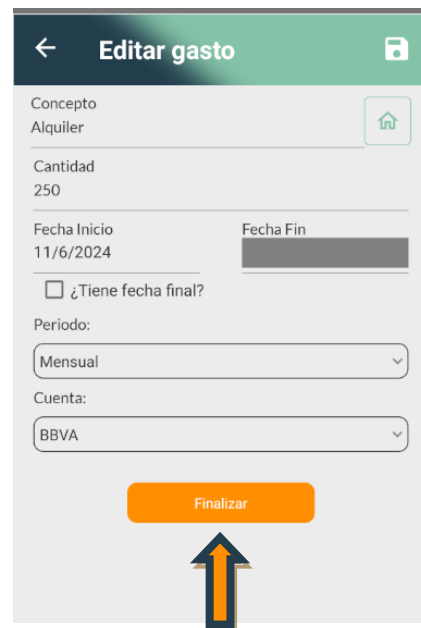 Editar gasto
Concepto
Alquiler
Cantidad
250
Fecha Inicio
Fecha Fin
11/6/2024
¿Tiene fecha final?
Periodo:
Mensual
Cuenta:
BBVA
Finalizar